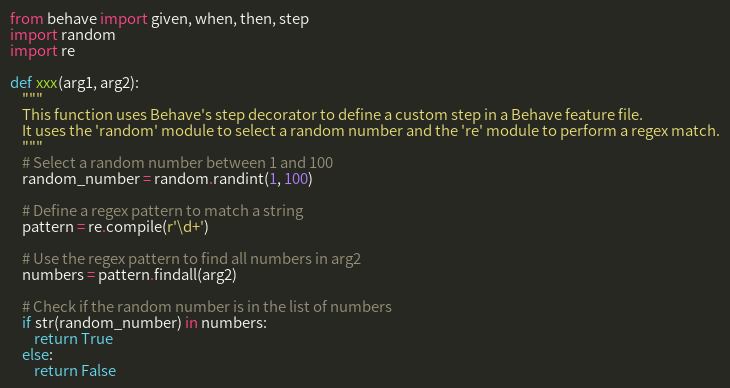 from behave import given, when, then, step
import random
import re
def xxx(arg1, arg2):
"""
This function uses Behave's step decorator to define a custom step in a Behave feature file.
It uses the 'random' module to select a random number and the 're' module to perform a regex match.
"""
# Select a random number between 1 and 100
random_number = random.randint(1, 100)
# Define a regex pattern to match a string
pattern = re.compile(r'\d+')
# Use the regex pattern to find all numbers in arg2
numbers = pattern.findall(arg2)
# Check if the random number is in the list of numbers
if str(random_number) in numbers:
return True
else:
return False